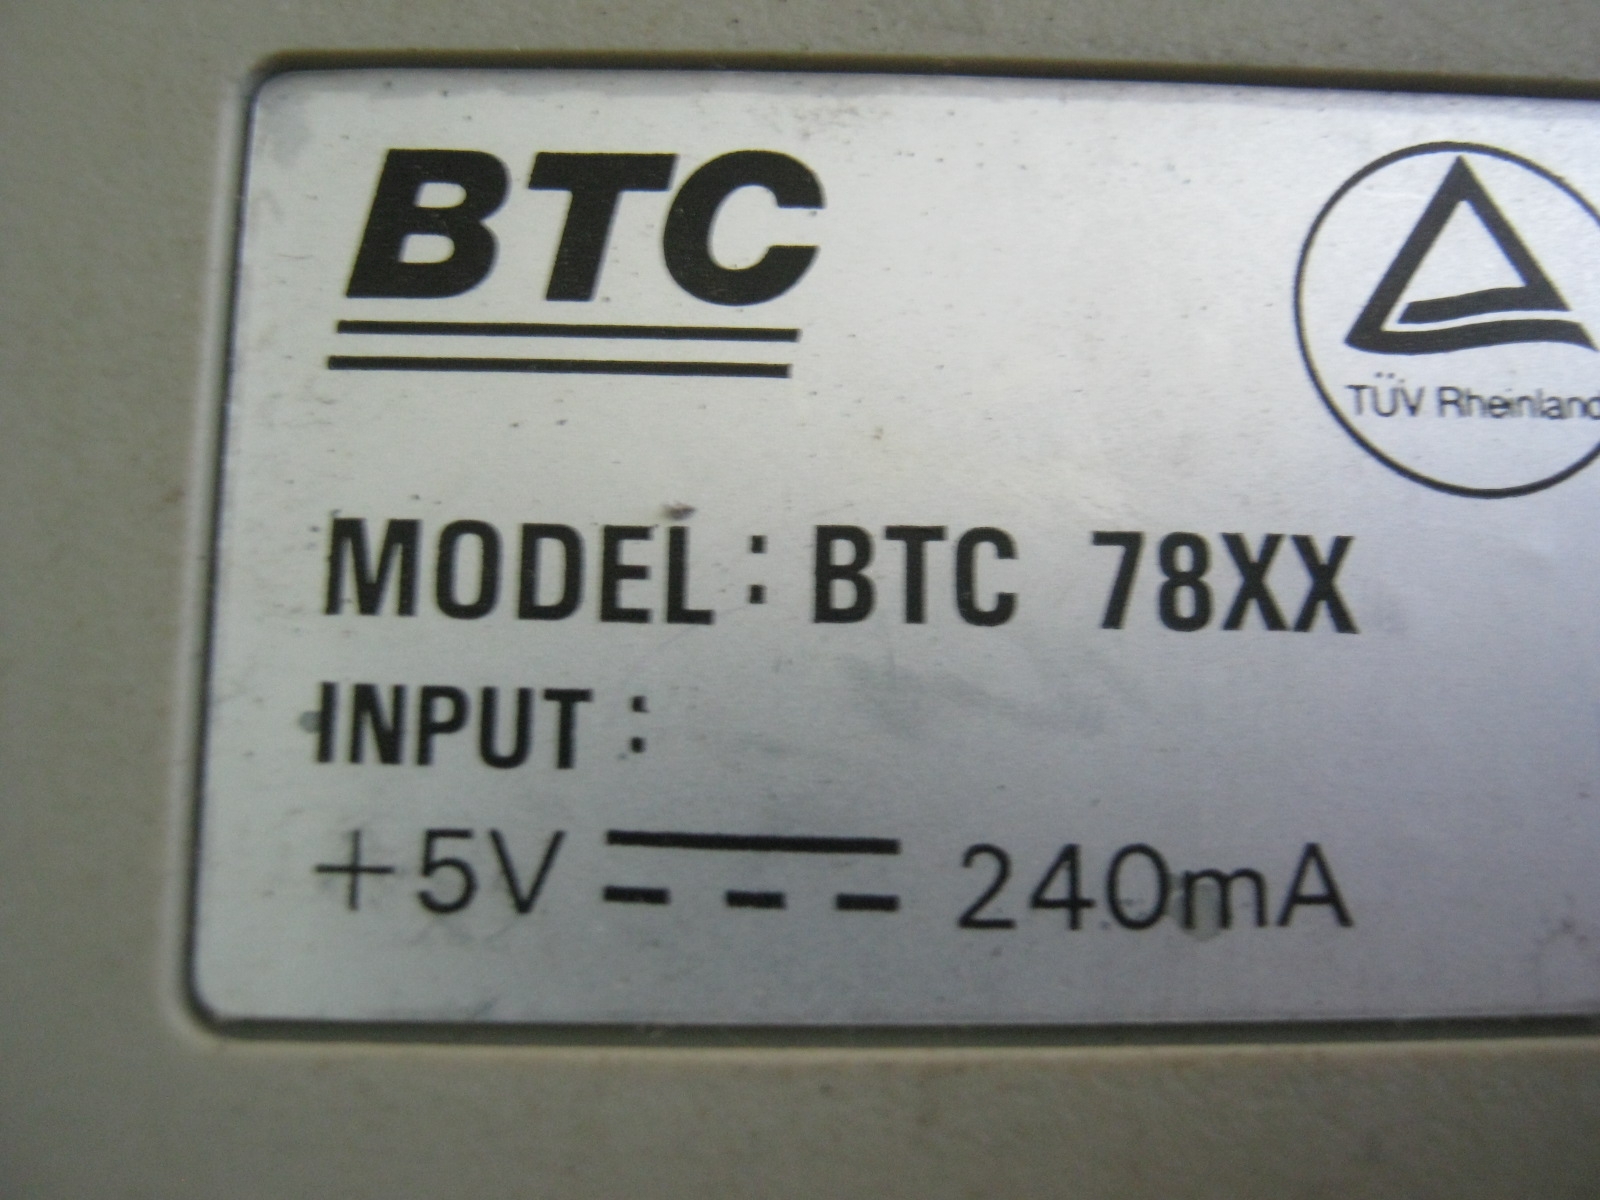 BTC
TÜV Rheinland
MODEL: BTC 78XX
INPUT:
+5V ⎓ 240mA